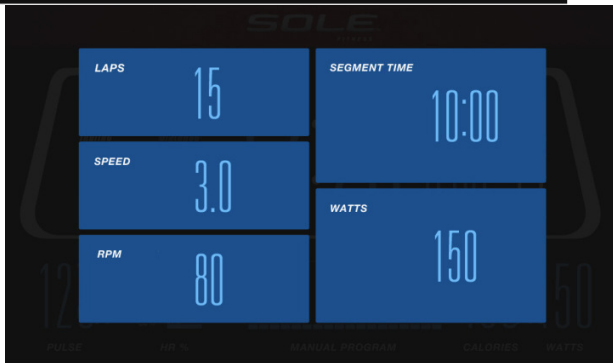 SOLE
LAPS
15
SEGMENT TIME
10:00
SPEED
3.0
WATTS
150
RPM
80
PULSE
HR %
MANUAL PROGRAM
CALORIES
WATTS